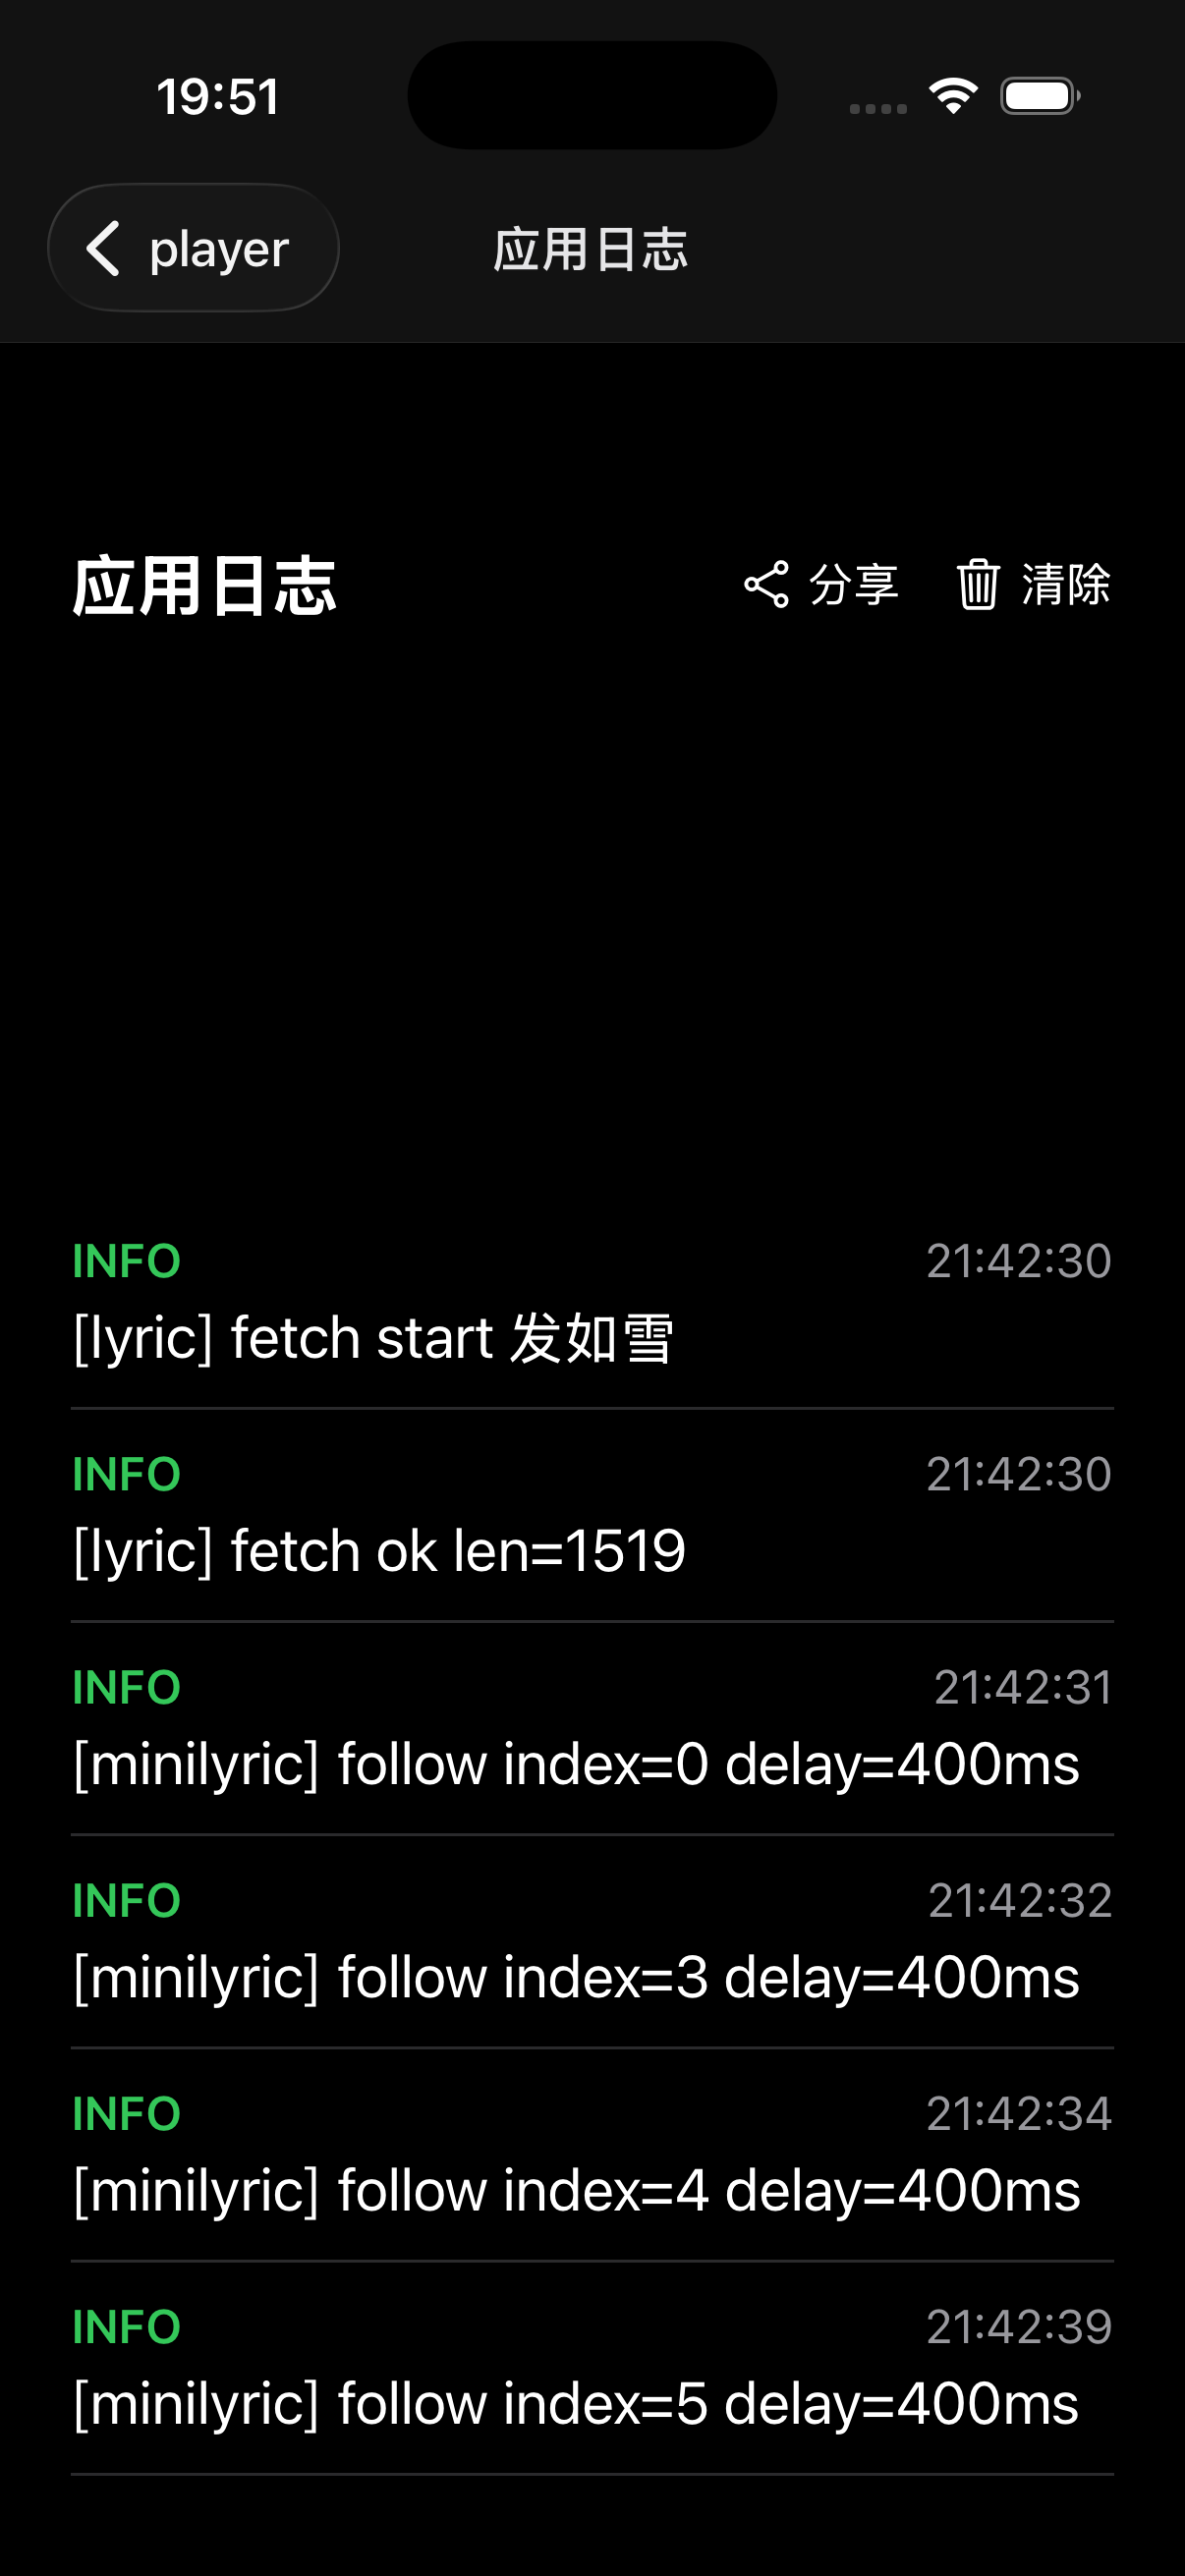 19:51
player
应用日志
应用日志
分享 清除
INFO 21:42:30
[lyric] fetch start 发如雪
INFO 21:42:30
[lyric] fetch ok len=1519
INFO 21:42:31
[minilyric] follow index=0 delay=400ms
INFO 21:42:32
[minilyric] follow index=3 delay=400ms
INFO 21:42:34
[minilyric] follow index=4 delay=400ms
INFO 21:42:39
[minilyric] follow index=5 delay=400ms